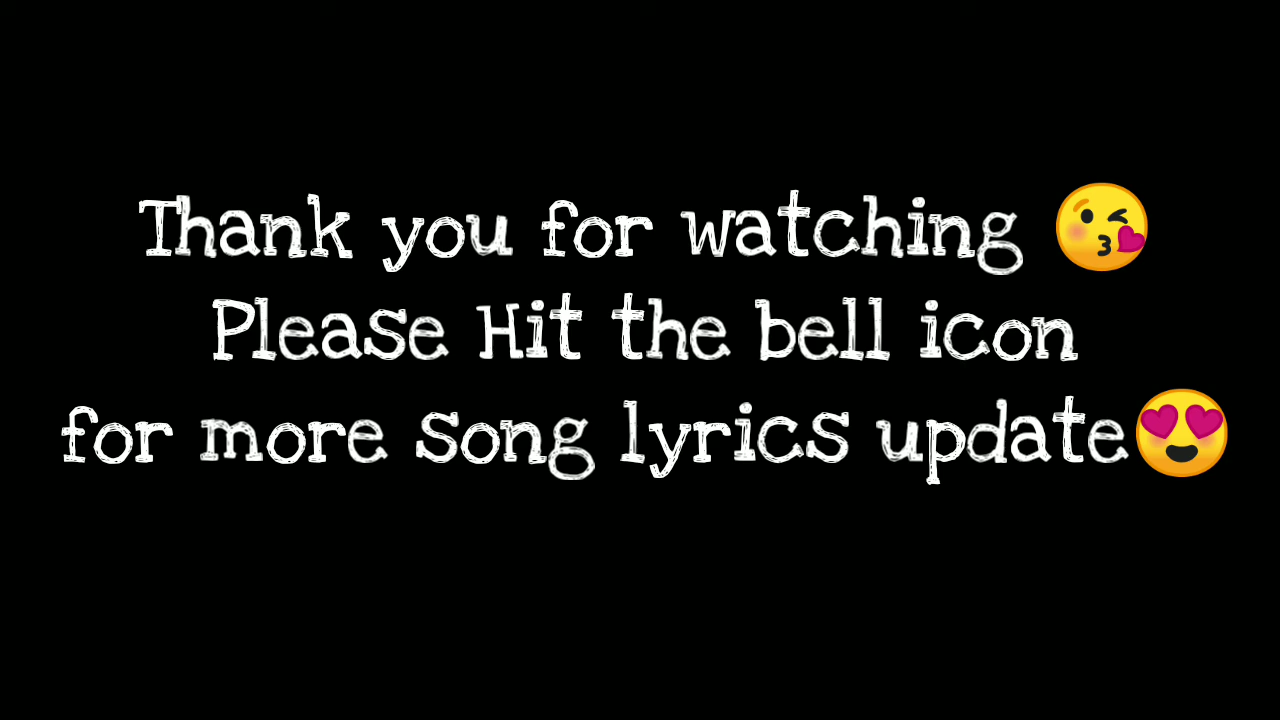 Thank you for watching 😘
Please Hit the bell icon
for more song lyrics update😍